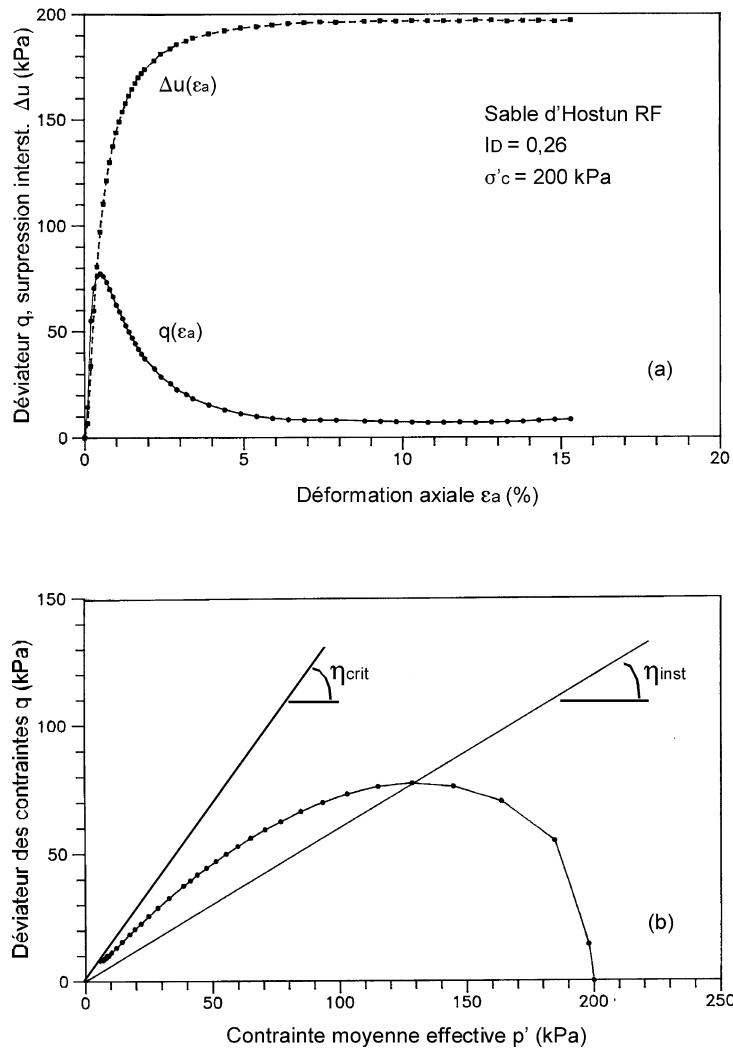 200
150
100
50
0
Déviateur q, surpression interst. Δu (kPa)
Δu(εa)
Sable d'Hostun RF
ID = 0,26
σ'c = 200 kPa
q(εa)
(a)
0
5
10
15
20
Déformation axiale εa (%)
150
100
50
0
Déviateur des contraintes q (kPa)
ηcrit
ηinst
(b)
0
50
100
150
200
250
Contrainte moyenne effective p' (kPa)